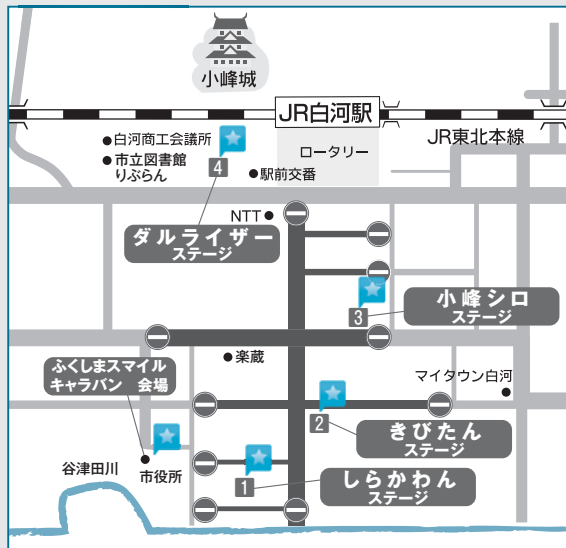 小峰城
JR白河駅
JR東北本線
●白河商工会議所
●市立図書館
りぶらん
ロータリー
●駅前交番
4
NTT●
ダルライザー
ステージ
小峰シロ
ステージ
3
●楽蔵
ふくしまスマイル
キャラバン 会場
マイタウン白河
●
2
きびたん
ステージ
谷津田川
●
市役所
1
しらかわん
ステージ